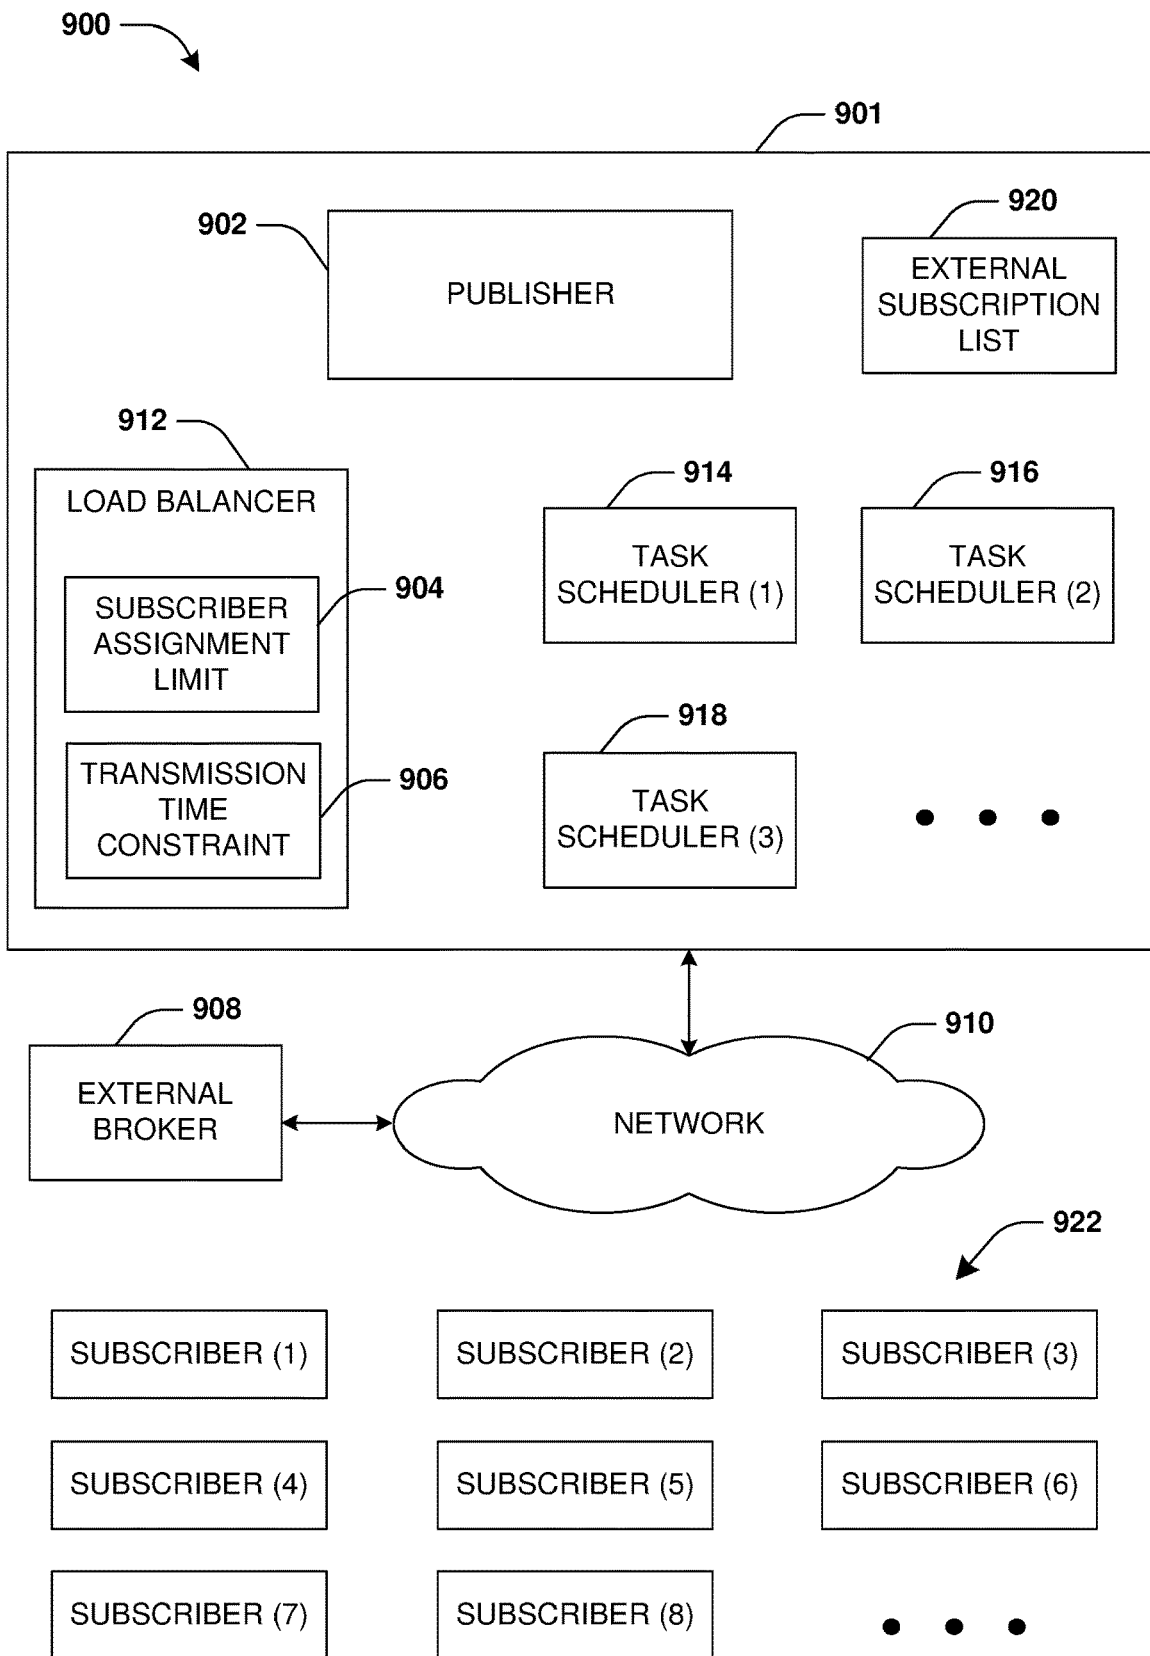 900
901
902
PUBLISHER
920
EXTERNAL
SUBSCRIPTION
LIST
912
LOAD BALANCER
SUBSCRIBER
ASSIGNMENT
LIMIT
904
TRANSMISSION
TIME
CONSTRAINT
906
914
TASK
SCHEDULER (1)
916
TASK
SCHEDULER (2)
918
TASK
SCHEDULER (3)
908
EXTERNAL
BROKER
910
NETWORK
922
SUBSCRIBER (1)
SUBSCRIBER (2)
SUBSCRIBER (3)
SUBSCRIBER (4)
SUBSCRIBER (5)
SUBSCRIBER (6)
SUBSCRIBER (7)
SUBSCRIBER (8)